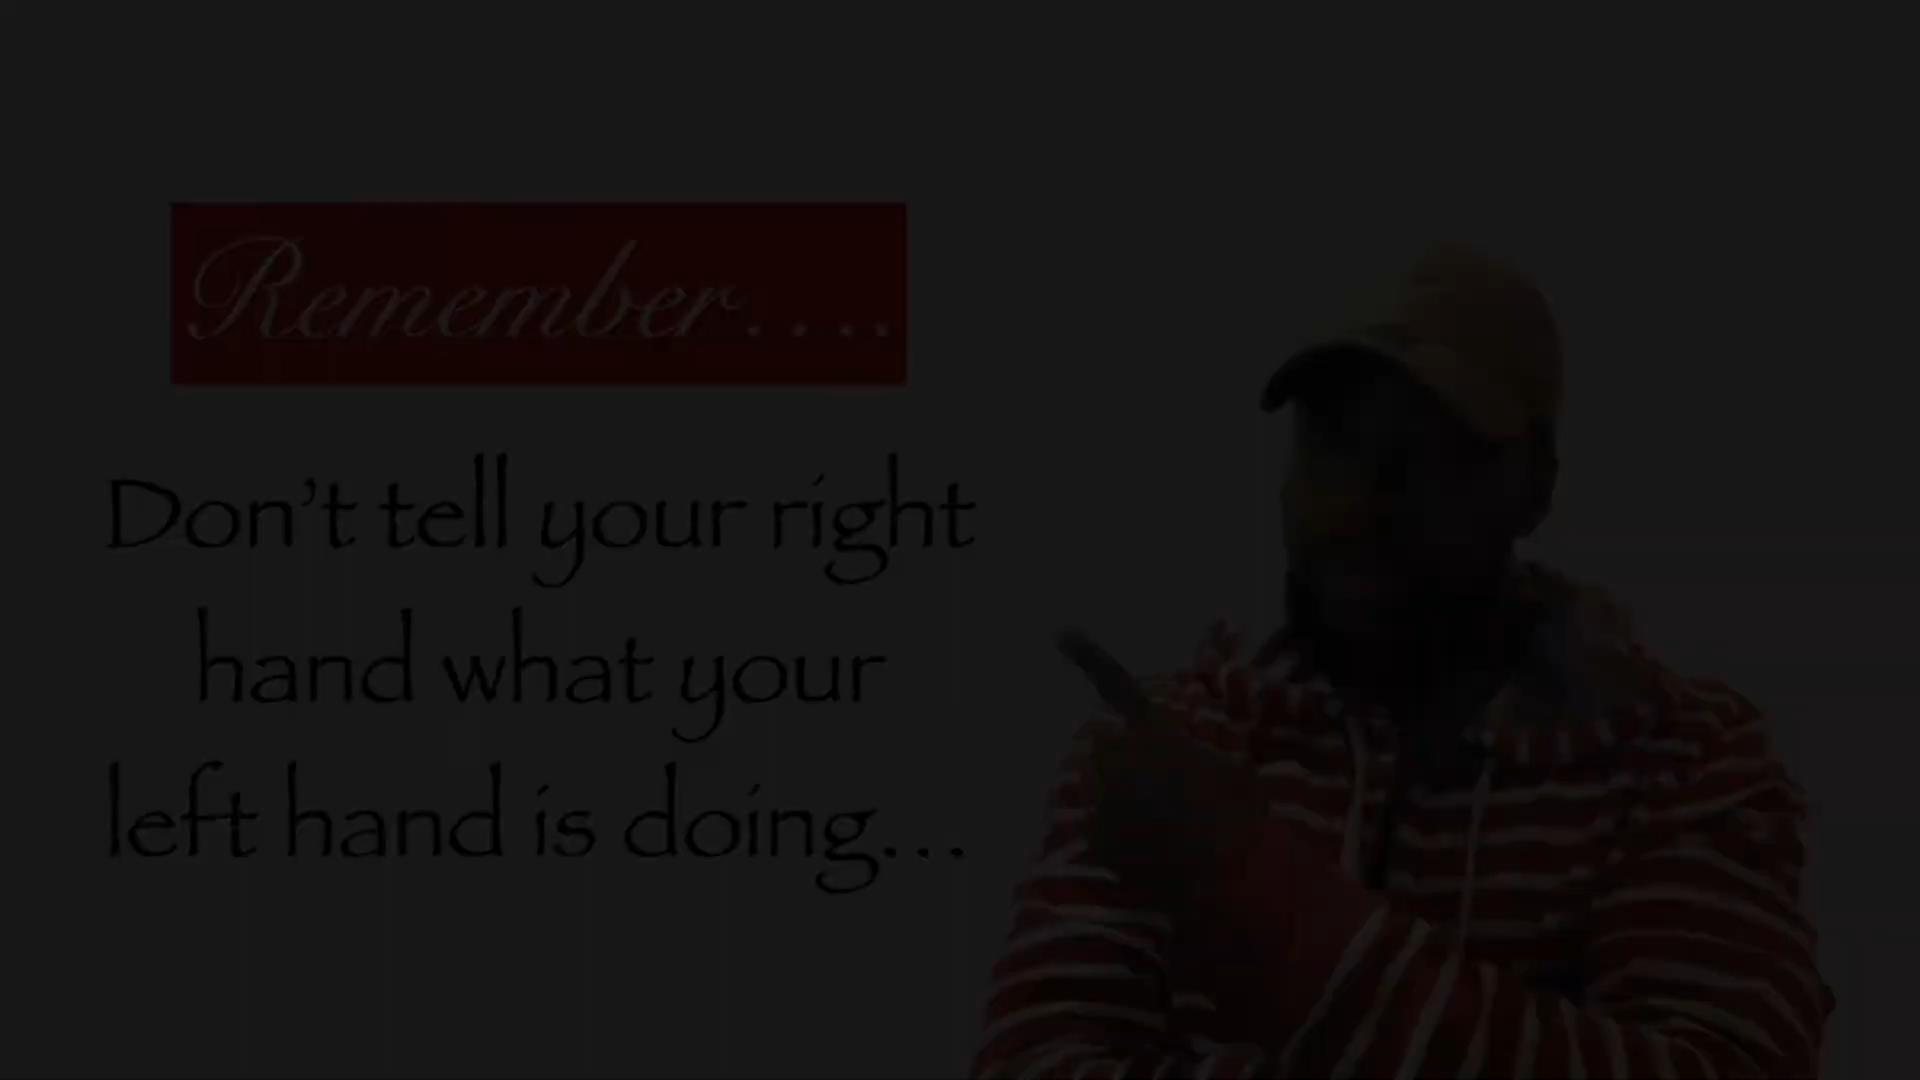 Remember....
Don't tell your right
hand what your
left hand is doing...